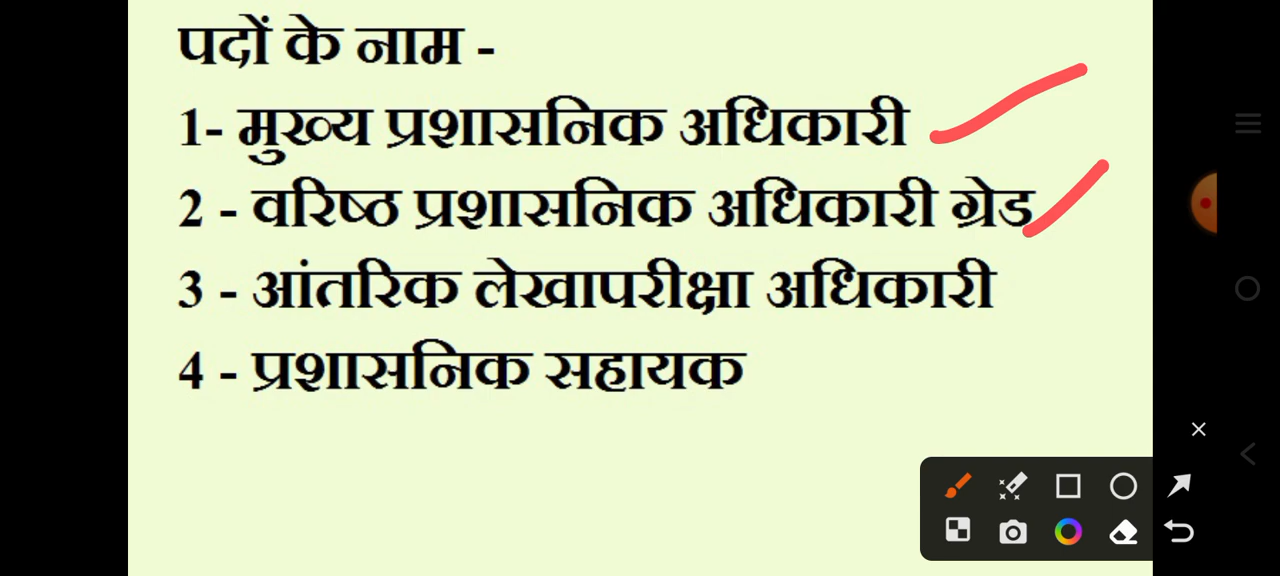 पदों के नाम -
1- मुख्य प्रशासनिक अधिकारी
2 - वरिष्ठ प्रशासनिक अधिकारी ग्रेड
3 - आंतरिक लेखापरीक्षा अधिकारी
4 - प्रशासनिक सहायक